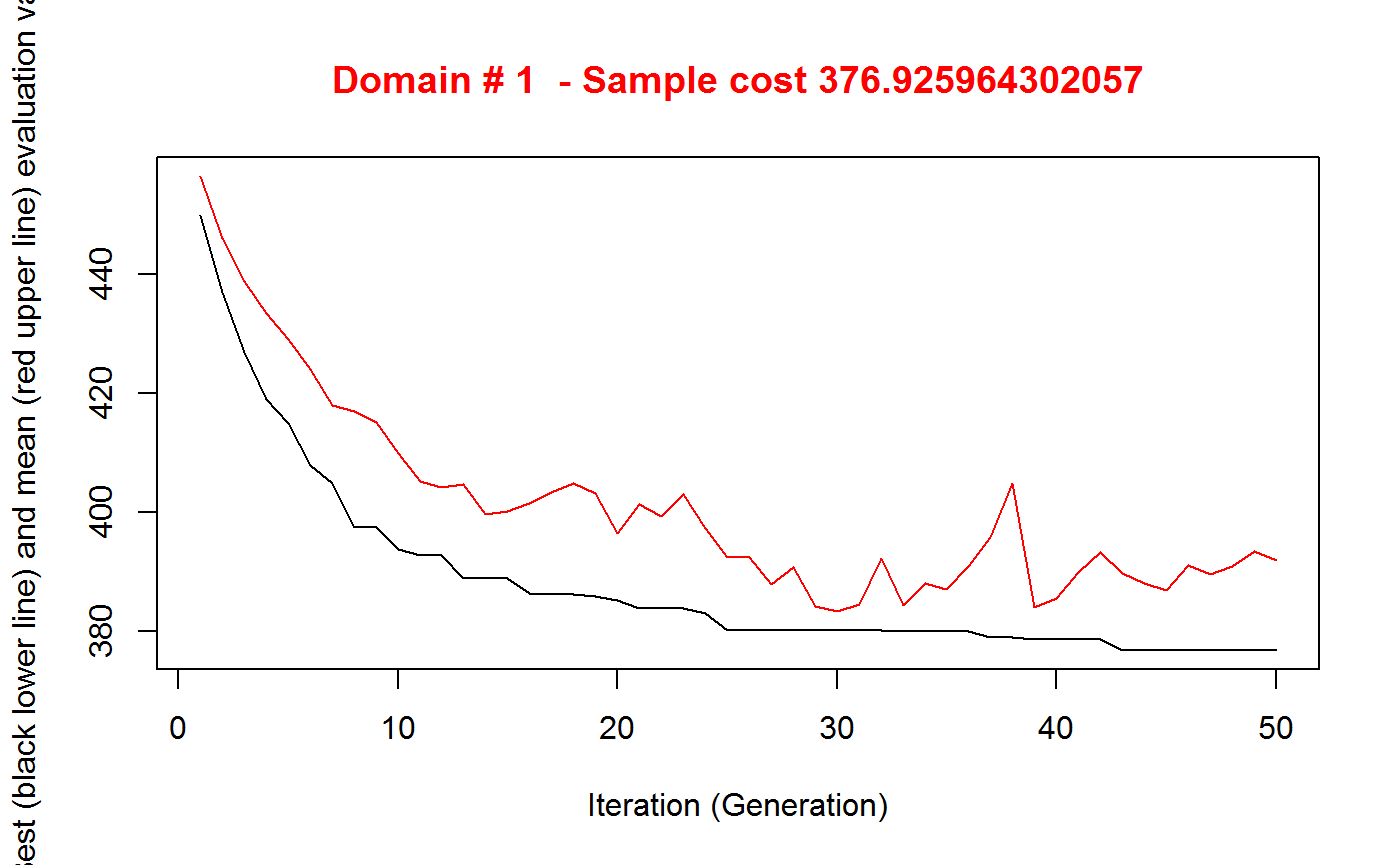 Domain # 1  - Sample cost 376.925964302057
(black lower line) and mean (red upper line) evaluation
440
420
400
380
0 10 20 30 40 50
Iteration (Generation)